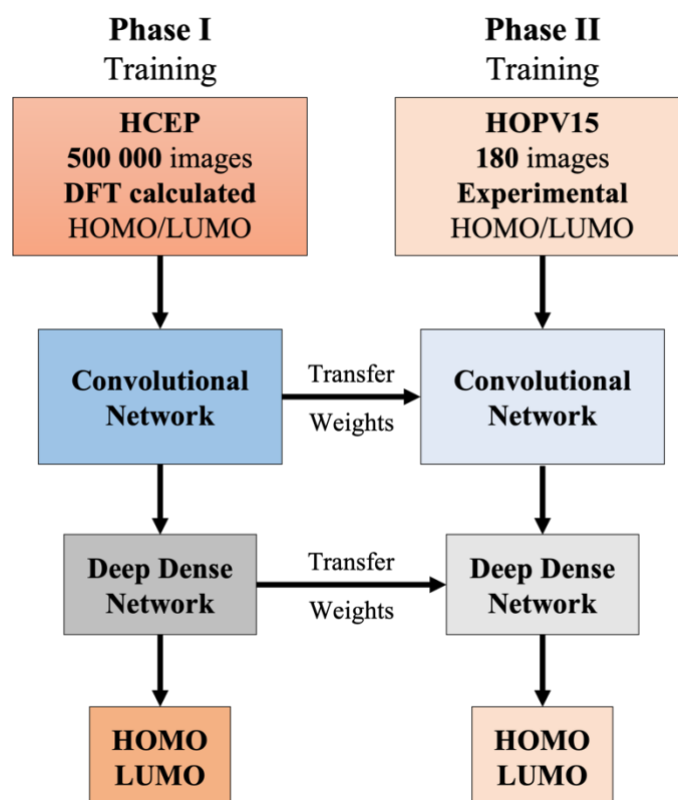 Phase I
Training
HCEP
500 000 images
DFT calculated
HOMO/LUMO
Convolutional
Network
Deep Dense
Network
HOMO
LUMO
Transfer
Weights
Transfer
Weights
Phase II
Training
HOPV15
180 images
Experimental
HOMO/LUMO
Convolutional
Network
Deep Dense
Network
HOMO
LUMO